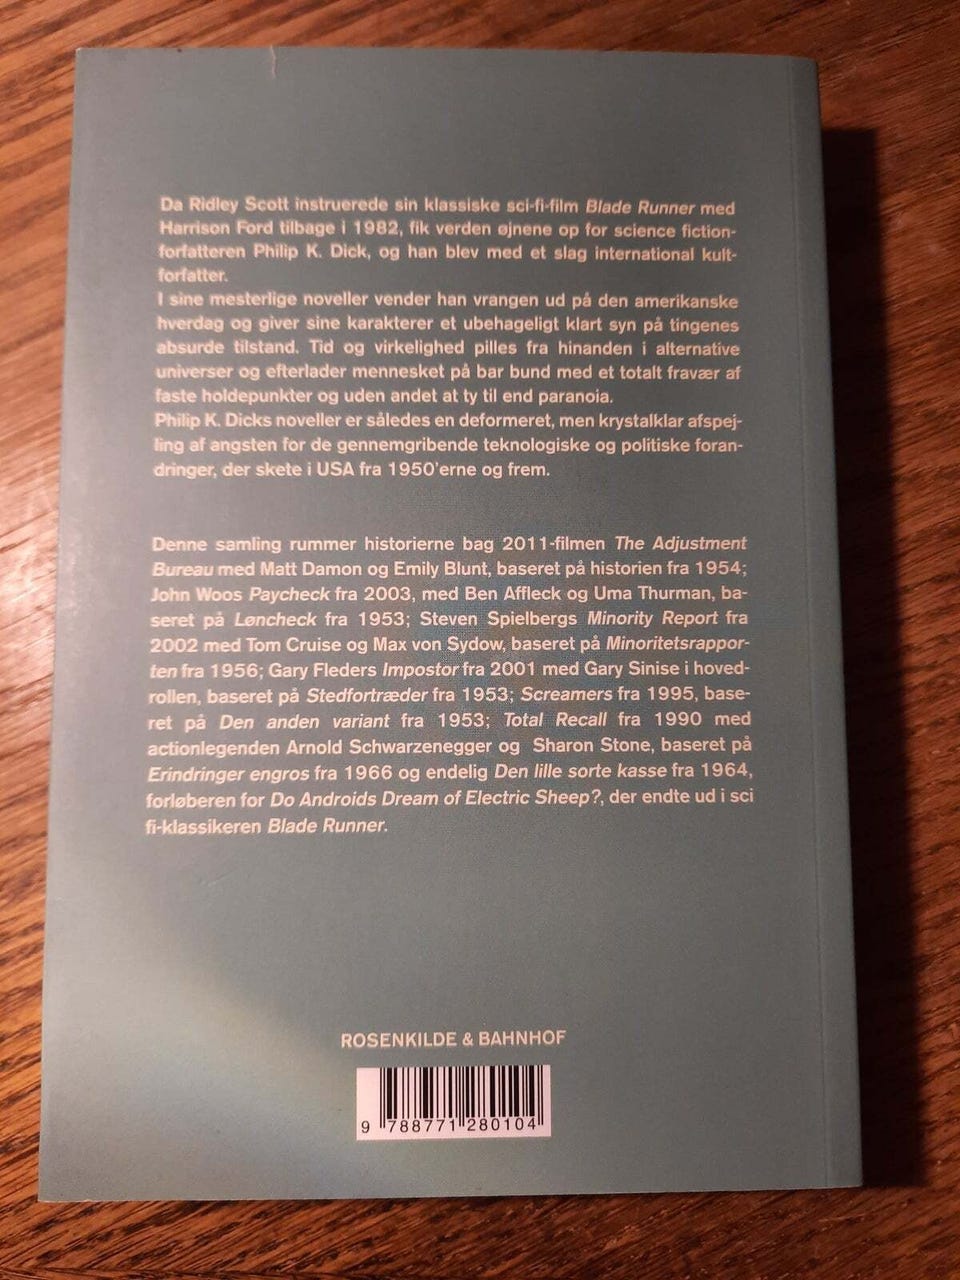 Da Ridley Scott instruerede sin klassiske sci-fi-film Blade Runner med
Harrison Ford tilbage i 1982, fik verden øjnene op for science fiction-
forfatteren Philip K. Dick, og han blev med et slag international kult-
forfatter.
I sine mesterlige noveller vender han vrangen ud på den amerikanske
hverdag og giver sine karakterer et ubehageligt klart syn på tingenes
absurde tilstand. Tid og virkelighed pilles fra hinanden i alternative
universer og efterlader mennesket på bar bund med et totalt fravær af
faste holdepunkter og uden andet at ty til end paranoia.
Philip K. Dicks noveller er således en deformeret, men krystalklar afspej-
ling af angsten for de gennemgribende teknologiske og politiske foran-
dringer, der skete i USA fra 1950'erne og frem.
Denne samling rummer historierne bag 2011-filmen The Adjustment
Bureau med Matt Damon og Emily Blunt, baseret på historien fra 1954;
John Woos Paycheck fra 2003, med Ben Affleck og Uma Thurman, ba-
seret på Løncheck fra 1953; Steven Spielbergs Minority Report fra
2002 med Tom Cruise og Max von Sydow, baseret på Minoritetsrappor-
ten fra 1956; Gary Fleders Impostor fra 2001 med Gary Sinise i hoved-
rollen, baseret på Stedfortræder fra 1953; Screamers fra 1995, base-
ret på Den anden variant fra 1953; Total Recall fra 1990 med
actionlegenden Arnold Schwarzenegger og Sharon Stone, baseret på
Erindringer engros fra 1966 og endelig Den lille sorte kasse fra 1964,
forløberen for Do Androids Dream of Electric Sheep?, der endte ud i sci
fi-klassikeren Blade Runner.
ROSENKILDE & BAHNHOF
9 788771 280104